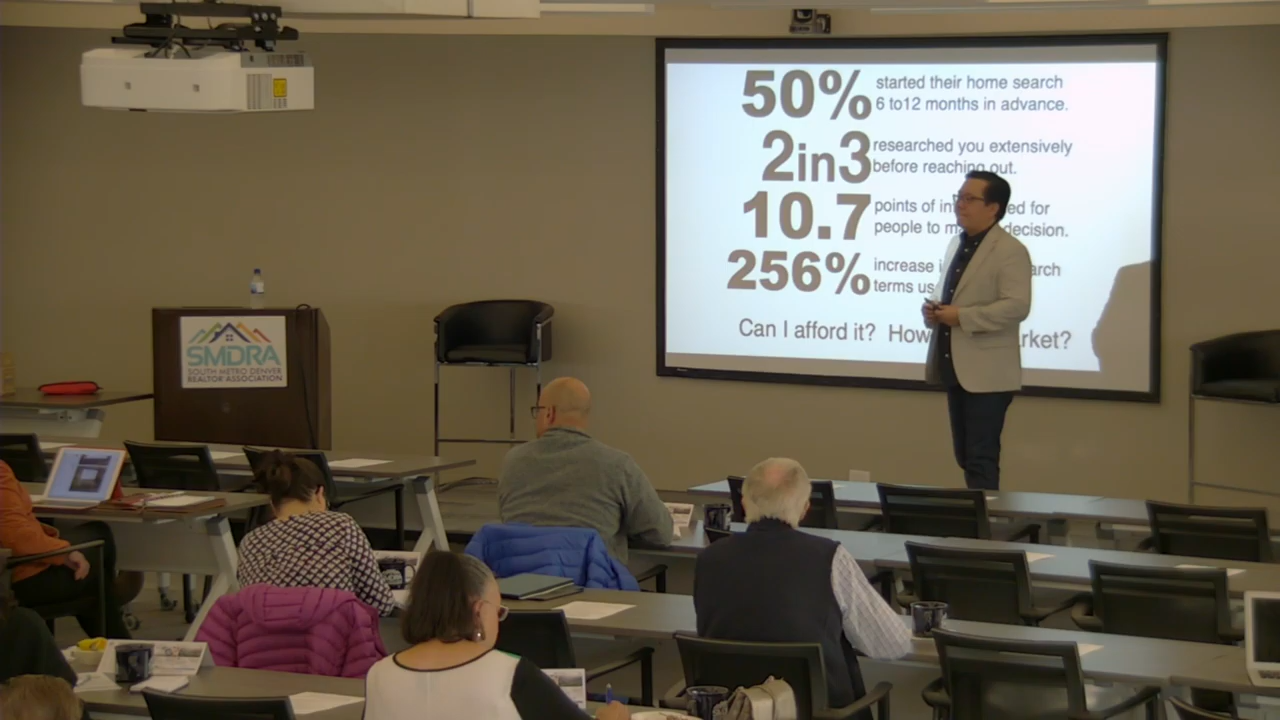 50% started their home search
6 to12 months in advance.
2in3 researched you extensively
before reaching out.
10.7 points of in ed for
people to m decision.
256% increase i arch
terms us
Can I afford it? How rket?
SMDRA
SOUTH METRO DENVER
REALTOR® ASSOCIATION